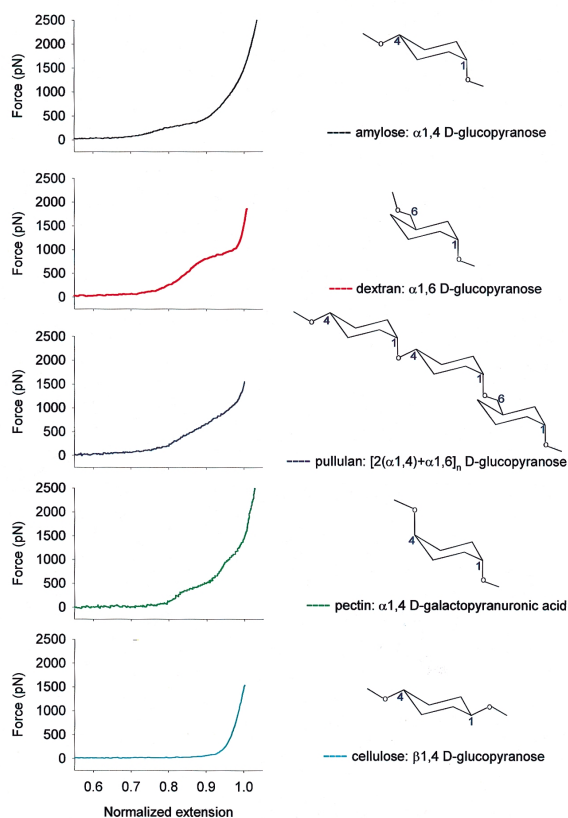 2500
2000
1500
1000
500
0
Force (pN)
4
1
O
O
amylose: α1,4 D-glucopyranose
2500
2000
1500
1000
500
0
Force (pN)
O
6
1
O
dextran: α1,6 D-glucopyranose
2500
2000
1500
1000
500
0
Force (pN)
O
4
1
O
4
1
O
6
1
O
pullulan: [2(α1,4)+α1,6]n D-glucopyranose
2500
2000
1500
1000
500
0
Force (pN)
O
4
1
O
pectin: α1,4 D-galactopyranuronic acid
2500
2000
1500
1000
500
0
Force (pN)
O
4
1
O
cellulose: β1,4 D-glucopyranose
0.6 0.7 0.8 0.9 1.0
Normalized extension